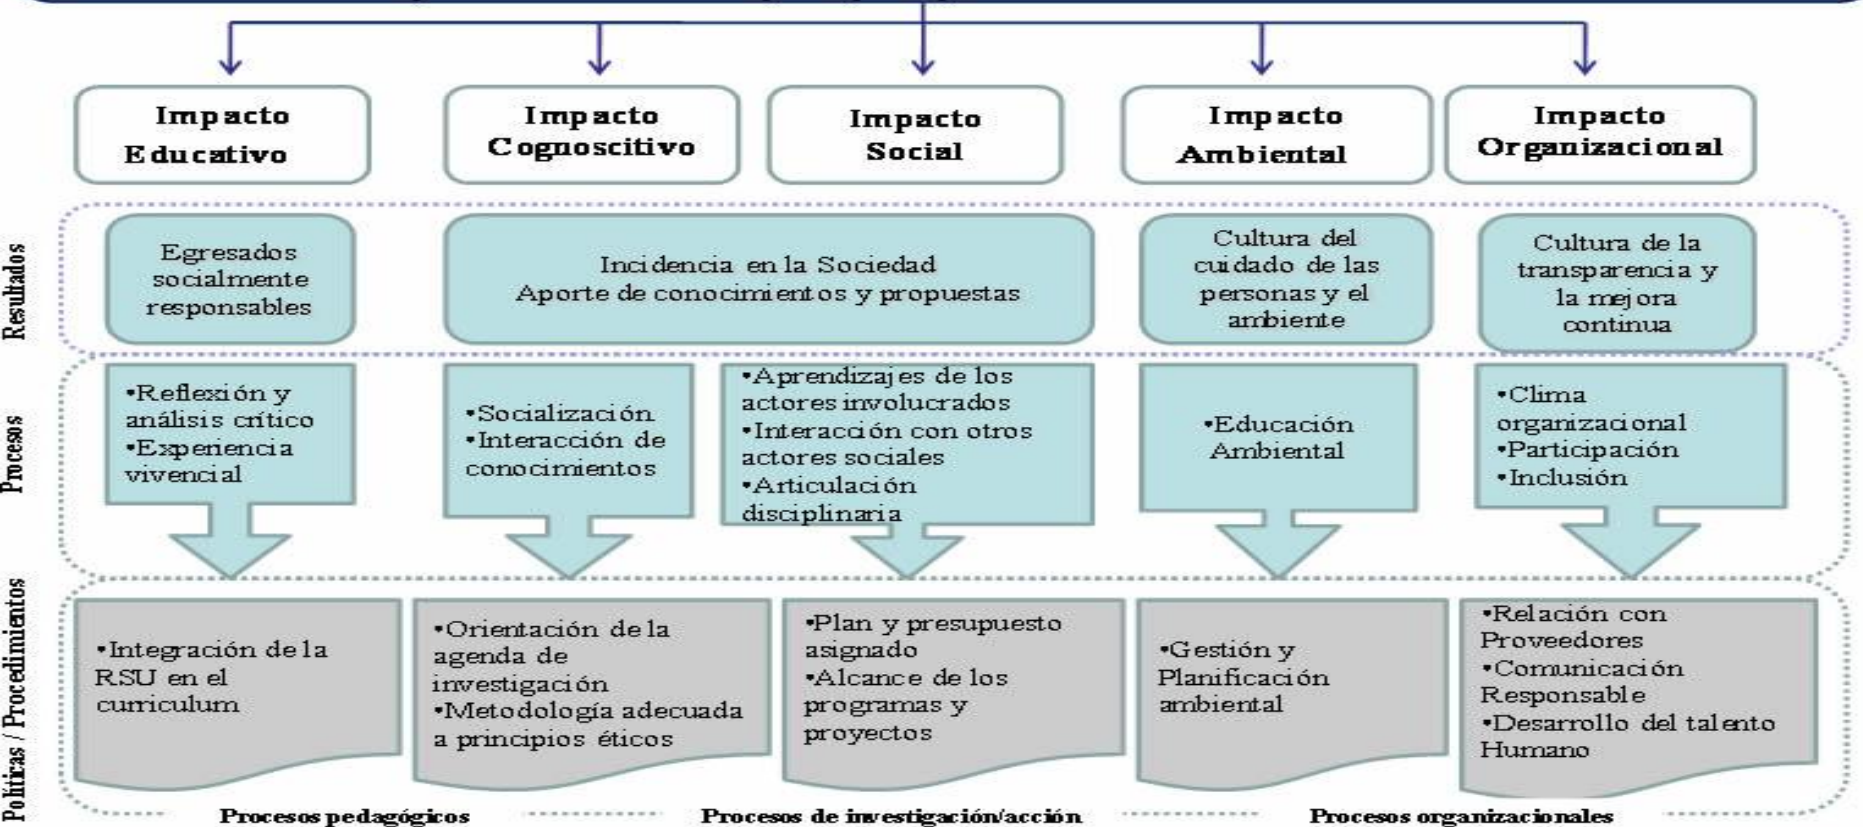 Impacto
Educativo
Impacto
Cognoscitivo
Impacto
Social
Impacto
Ambiental
Impacto
Organizacional
Resultados
Egresados
socialmente
responsables
Incidencia en la Sociedad
Aporte de conocimientos y propuestas
Cultura del
cuidado de las
personas y el
ambiente
Cultura de la
transparencia y
la mejora
continua
Procesos
•Reflexión y
análisis crítico
•Experiencia
vivencial
•Socialización
•Interacción de
conocimientos
•Aprendizajes de los
actores involucrados
•Interacción con otros
actores sociales
•Articulación
disciplinaria
•Educación
Ambiental
•Clima
organizacional
•Participación
•Inclusión
Políticas / Procedimientos
•Integración de la
RSU en el
curriculum
•Orientación de la
agenda de
investigación
•Metodología adecuada
a principios éticos
•Plan y presupuesto
asignado
•Alcance de los
programas y
proyectos
•Gestión y
Planificación
ambiental
•Relación con
Proveedores
•Comunicación
Responsable
•Desarrollo del talento
Humano
Procesos pedagógicos
Procesos de investigación/acción
Procesos organizacionales